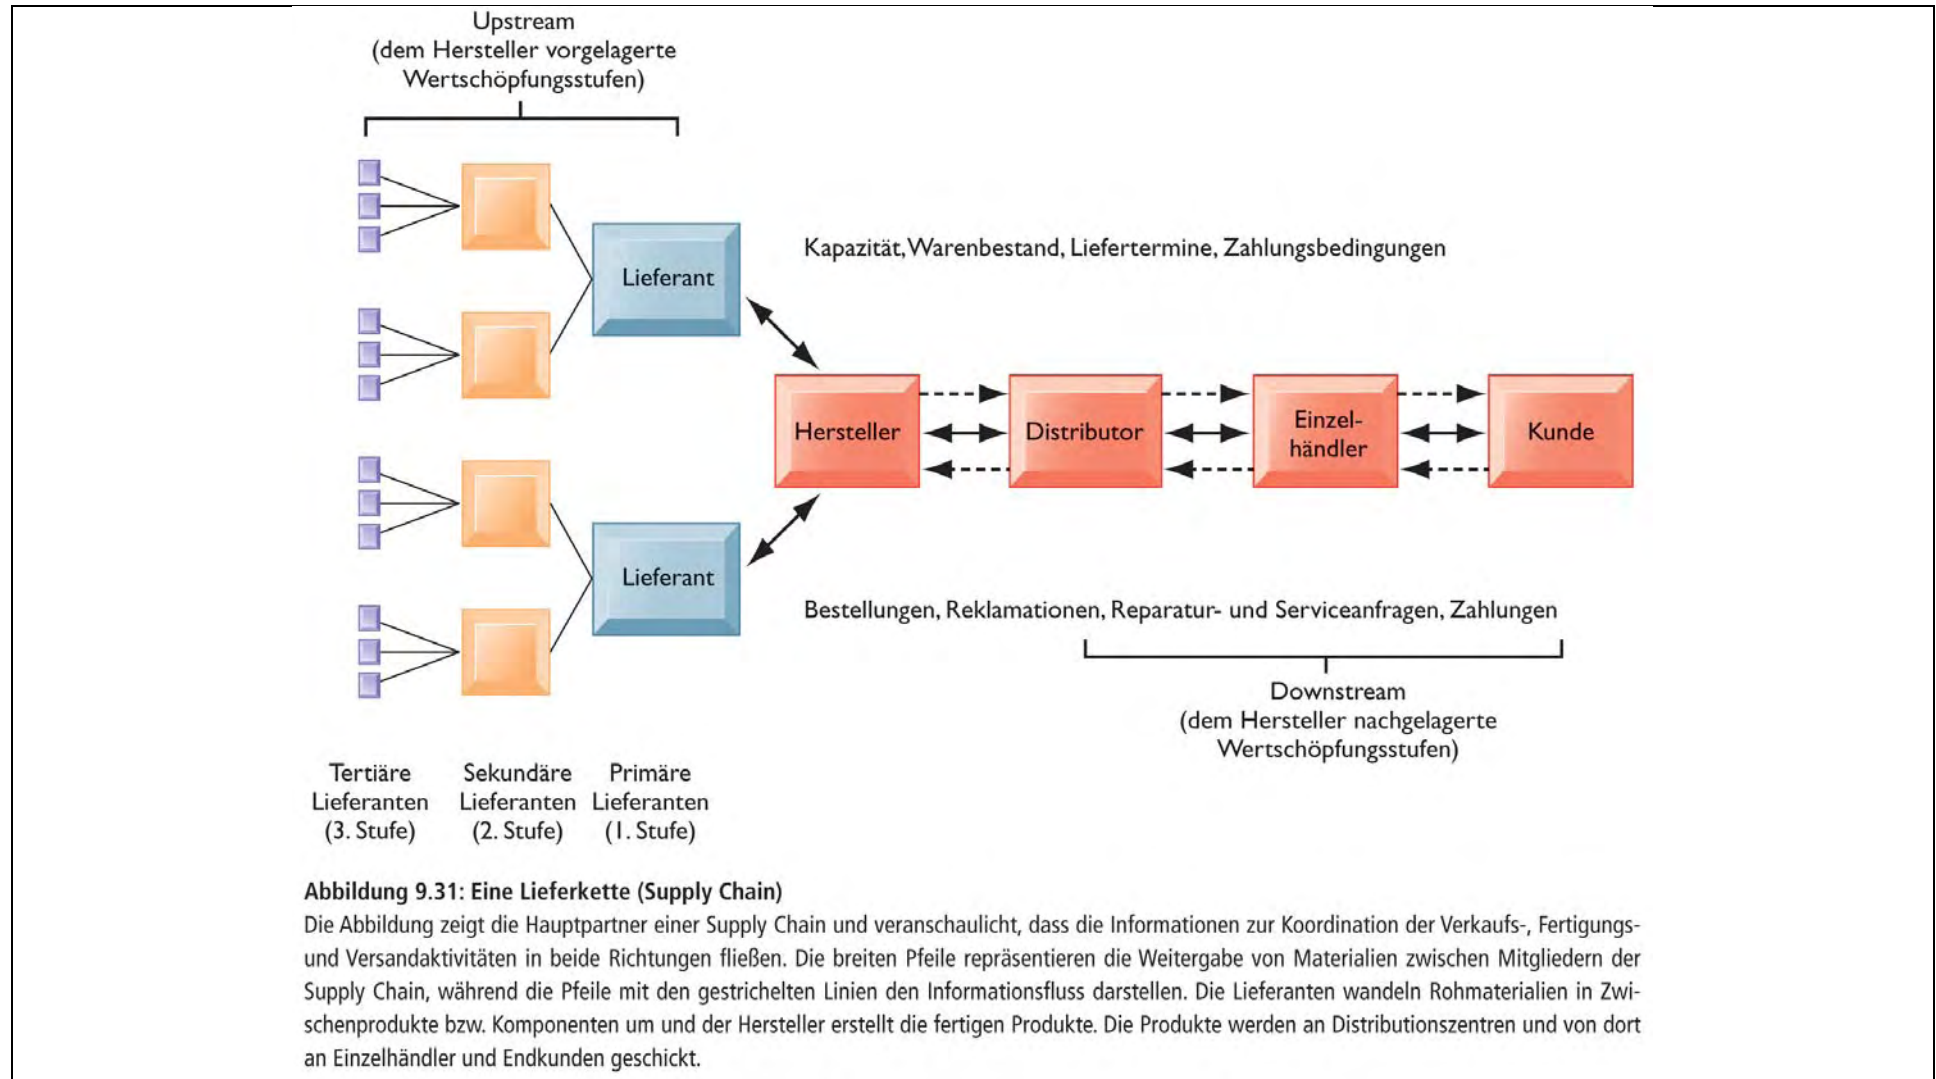 Upstream
(dem Hersteller vorgelagerte
Wertschöpfungsstufen)
Lieferant
Kapazität, Warenbestand, Liefertermine, Zahlungsbedingungen
Hersteller
Distributor
Einzel-
händler
Kunde
Lieferant
Bestellungen, Reklamationen, Reparatur- und Serviceanfragen, Zahlungen
Downstream
(dem Hersteller nachgelagerte
Wertschöpfungsstufen)
Tertiäre
Lieferanten
(3. Stufe)
Sekundäre
Lieferanten
(2. Stufe)
Primäre
Lieferanten
(1. Stufe)
Abbildung 9.31: Eine Lieferkette (Supply Chain)
Die Abbildung zeigt die Hauptpartner einer Supply Chain und veranschaulicht, dass die Informationen zur Koordination der Verkaufs-, Fertigungs-
und Versandaktivitäten in beide Richtungen fließen. Die breiten Pfeile repräsentieren die Weitergabe von Materialien zwischen Mitgliedern der
Supply Chain, während die Pfeile mit den gestrichelten Linien den Informationsfluss darstellen. Die Lieferanten wandeln Rohmaterialien in Zwi-
schenprodukte bzw. Komponenten um und der Hersteller erstellt die fertigen Produkte. Die Produkte werden an Distributionszentren und von dort
an Einzelhändler und Endkunden geschickt.